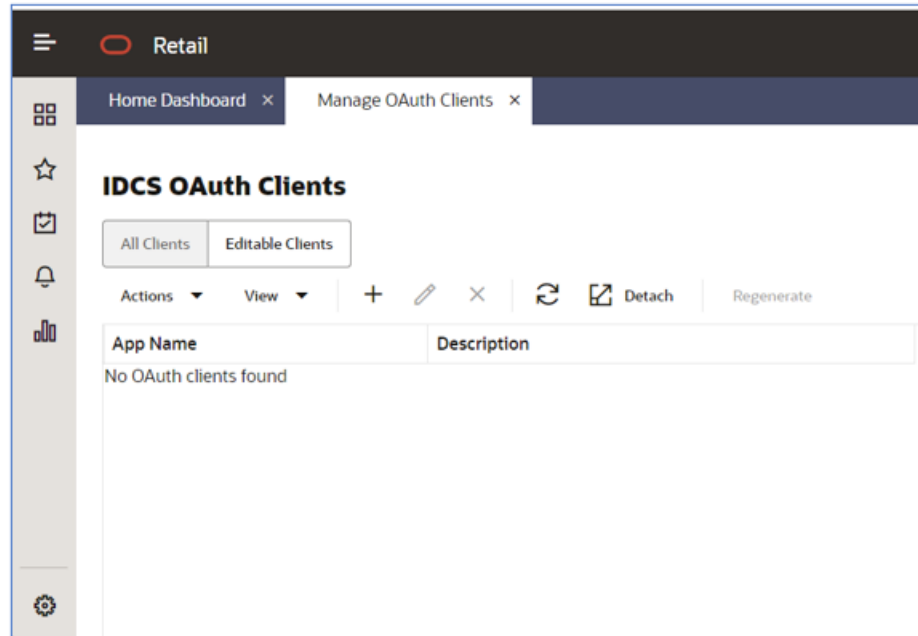 Retail
Home Dashboard × Manage OAuth Clients ×
IDCS OAuth Clients
All Clients Editable Clients
Actions View Detach Regenerate
App Name Description
No OAuth clients found